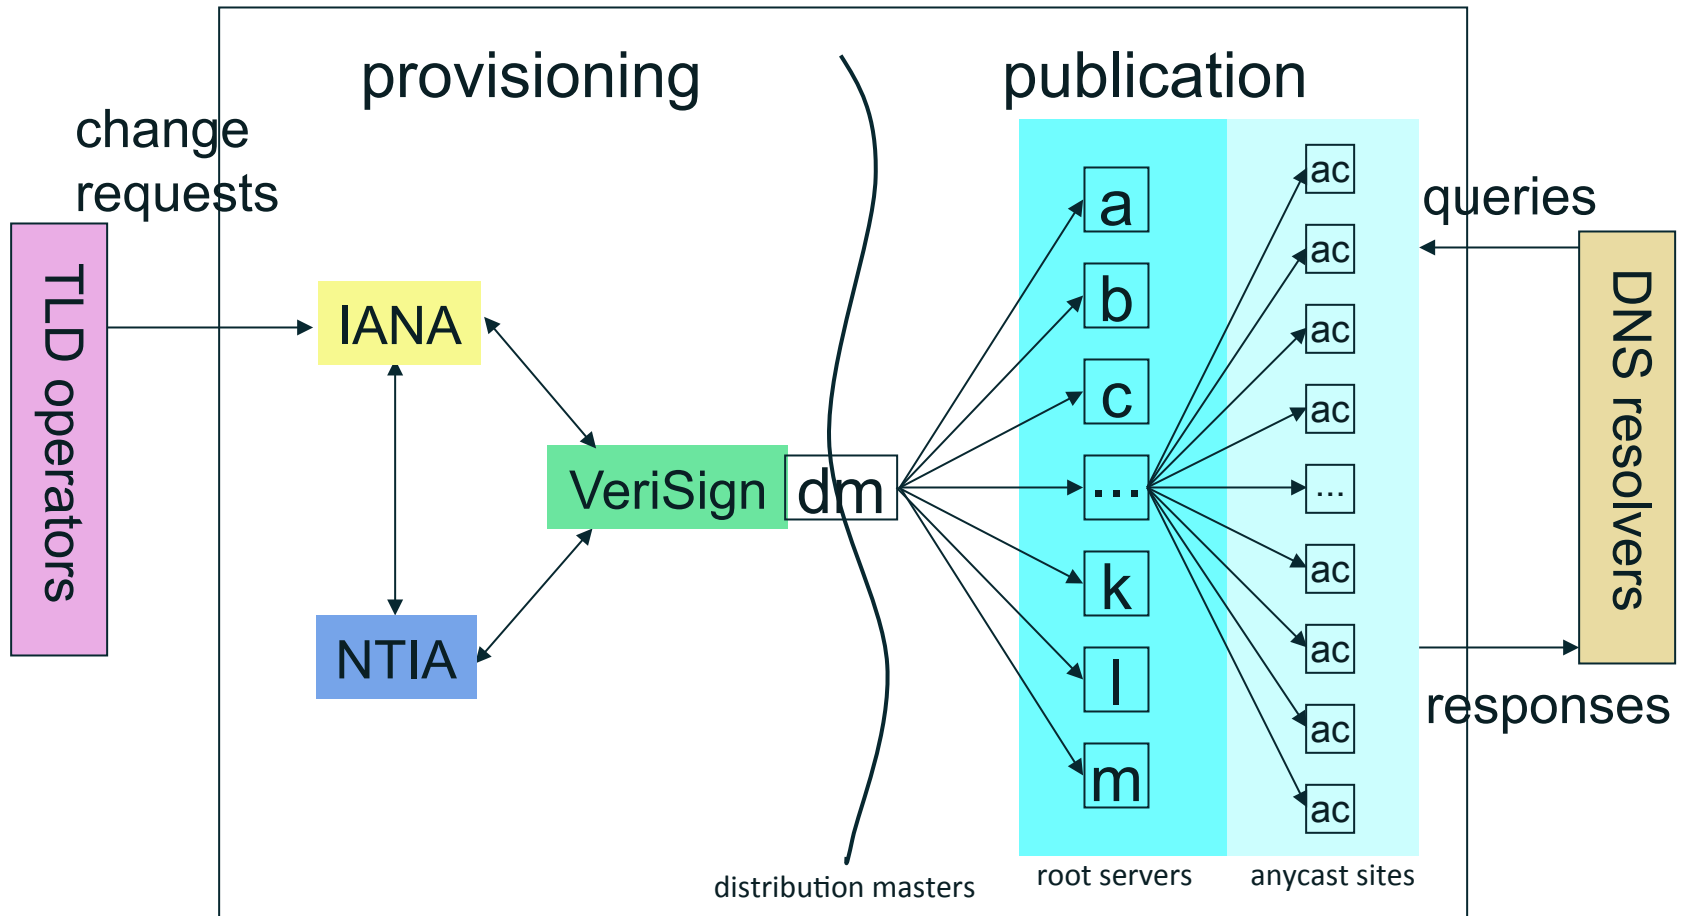 provisioning
publication
change
requests
TLD operators
IANA
NTIA
VeriSign
dm
a
b
c
...
k
l
m
ac
ac
ac
ac
...
ac
ac
ac
ac
queries
DNS resolvers
responses
distribution masters
root servers
anycast sites